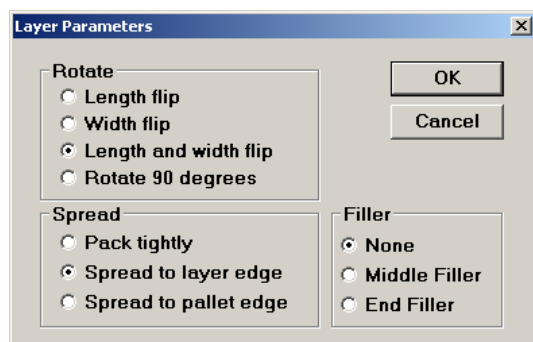 Layer Parameters
Rotate
Length flip
Width flip
Length and width flip
Rotate 90 degrees
OK
Cancel
Spread
Pack tightly
Spread to layer edge
Spread to pallet edge
Filler
None
Middle Filler
End Filler